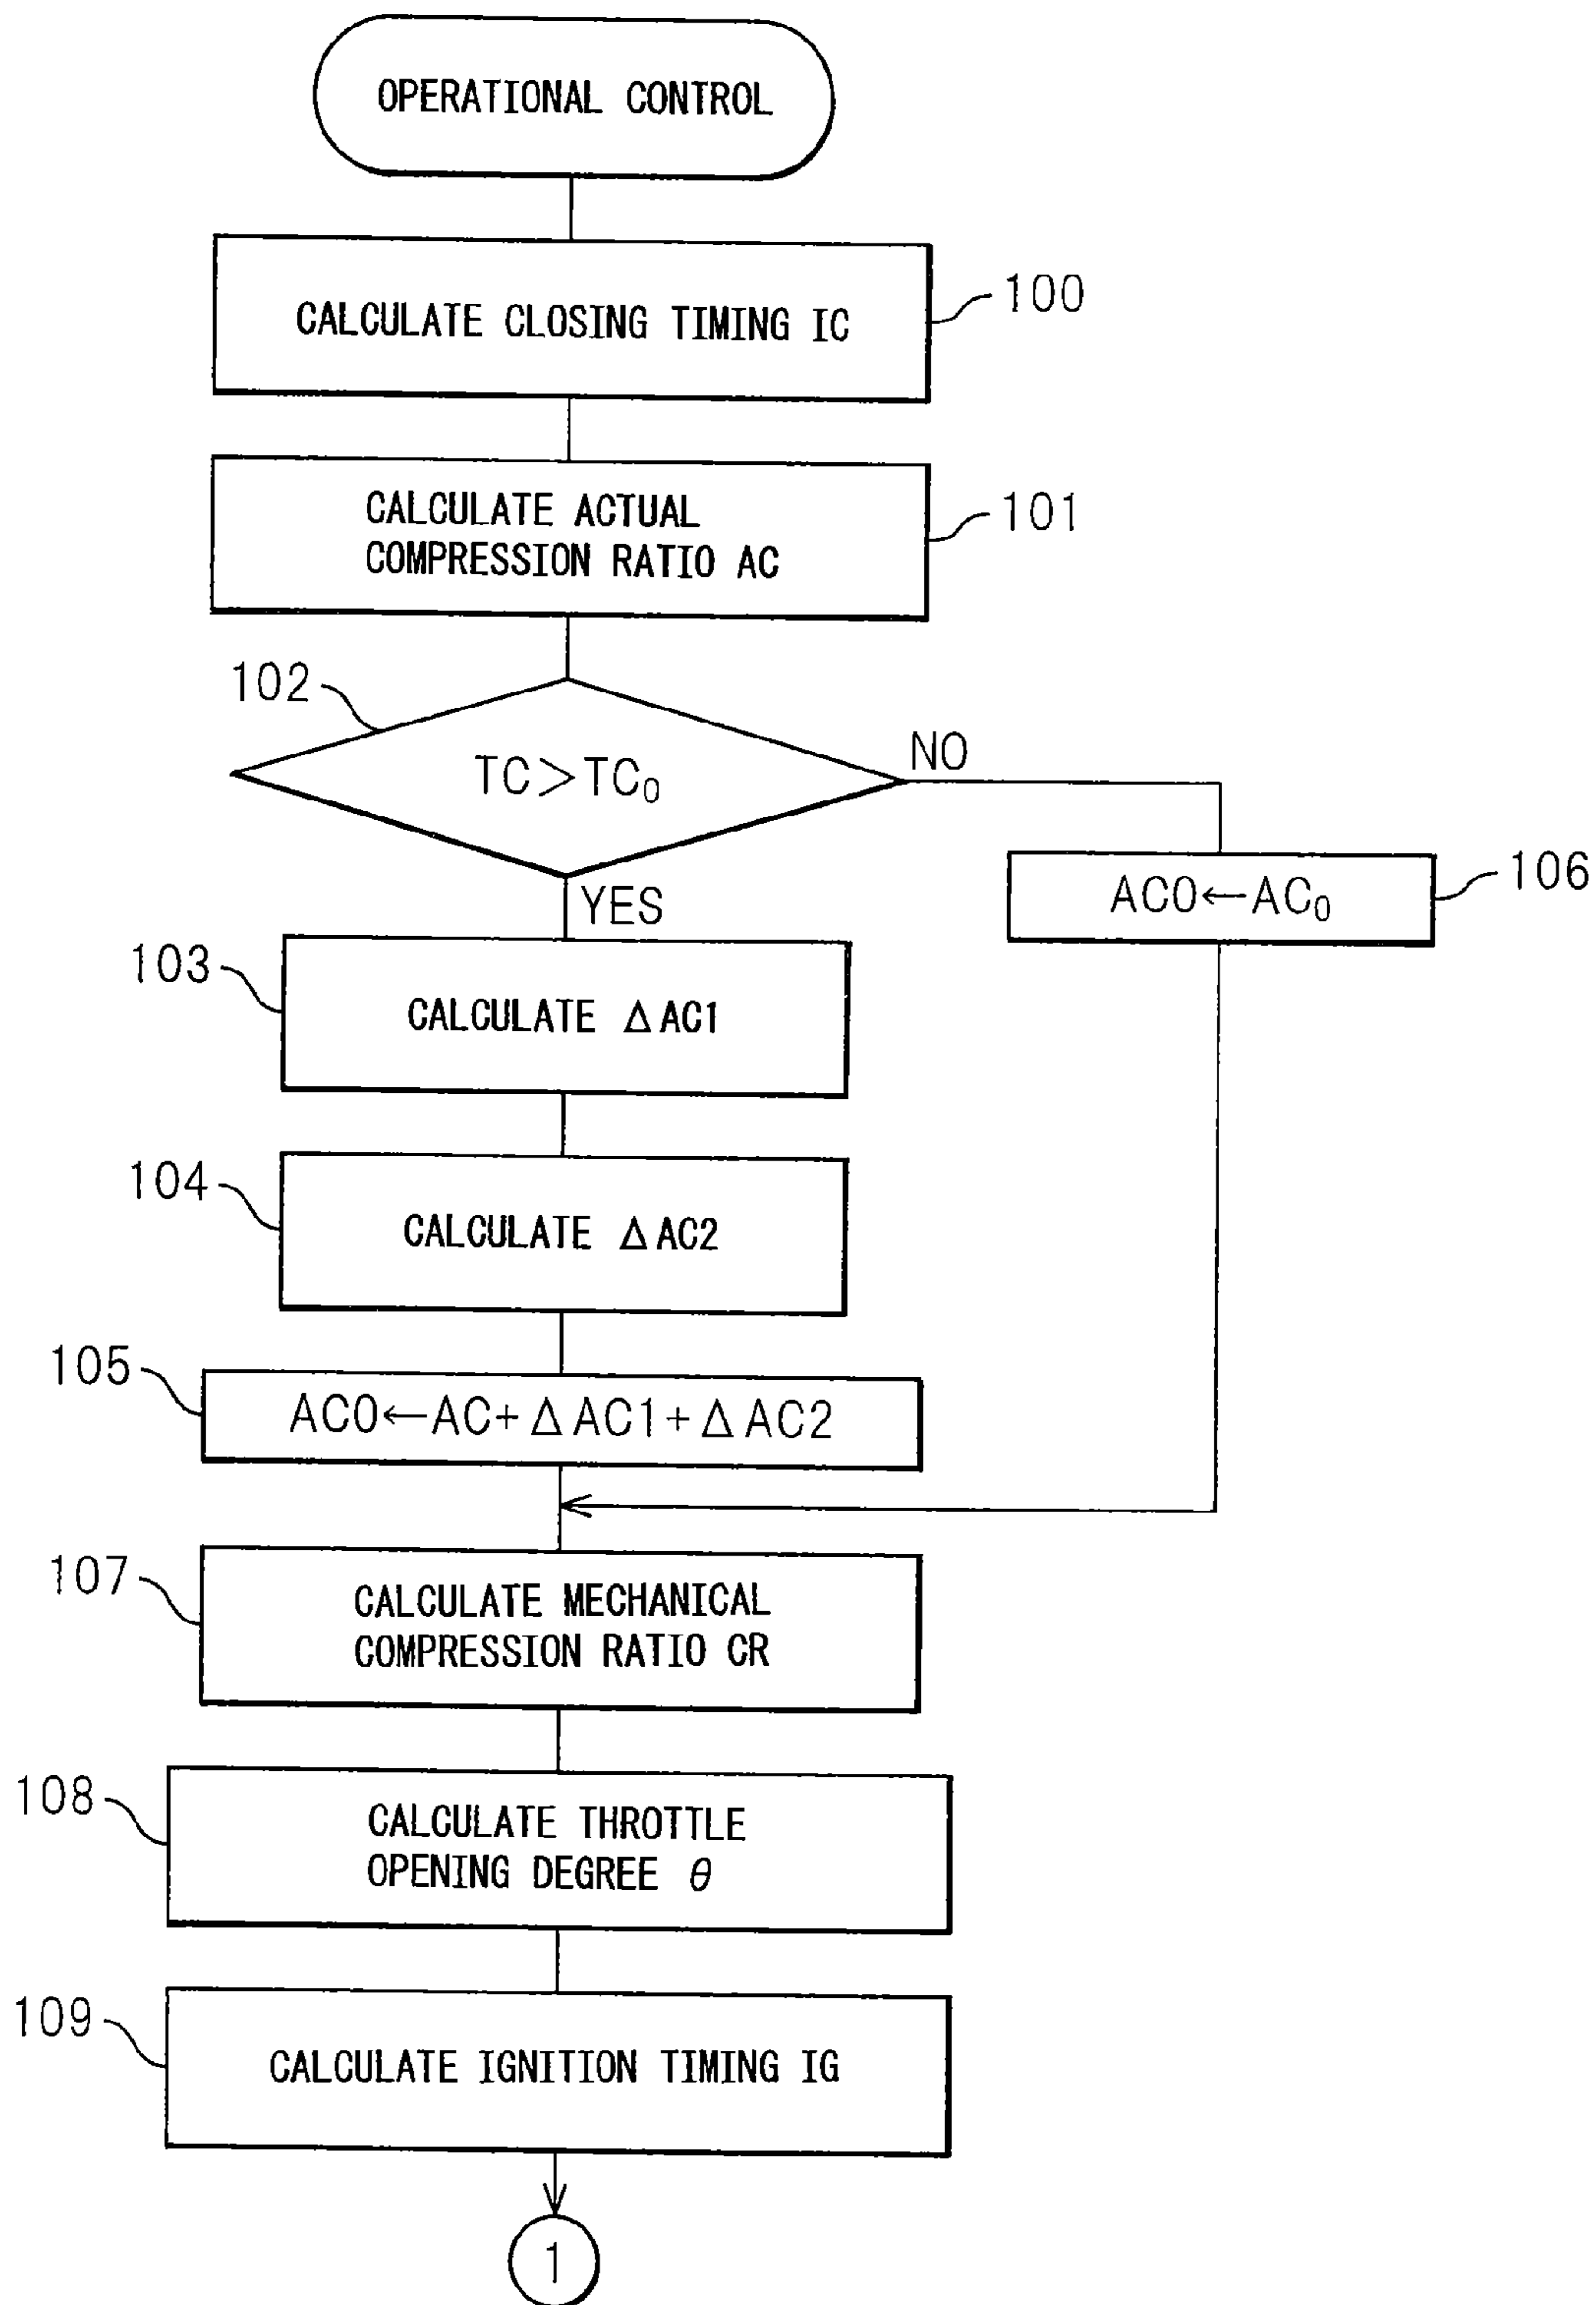 OPERATIONAL CONTROL
CALCULATE CLOSING TIMING IC
100
CALCULATE ACTUAL
COMPRESSION RATIO AC
101
102
TC>TC₀
NO
YES
AC0←AC₀
106
103
CALCULATE ΔAC1
104
CALCULATE ΔAC2
105
AC0←AC+ΔAC1+ΔAC2
107
CALCULATE MECHANICAL
COMPRESSION RATIO CR
108
CALCULATE THROTTLE
OPENING DEGREE θ
109
CALCULATE IGNITION TIMING IG
1